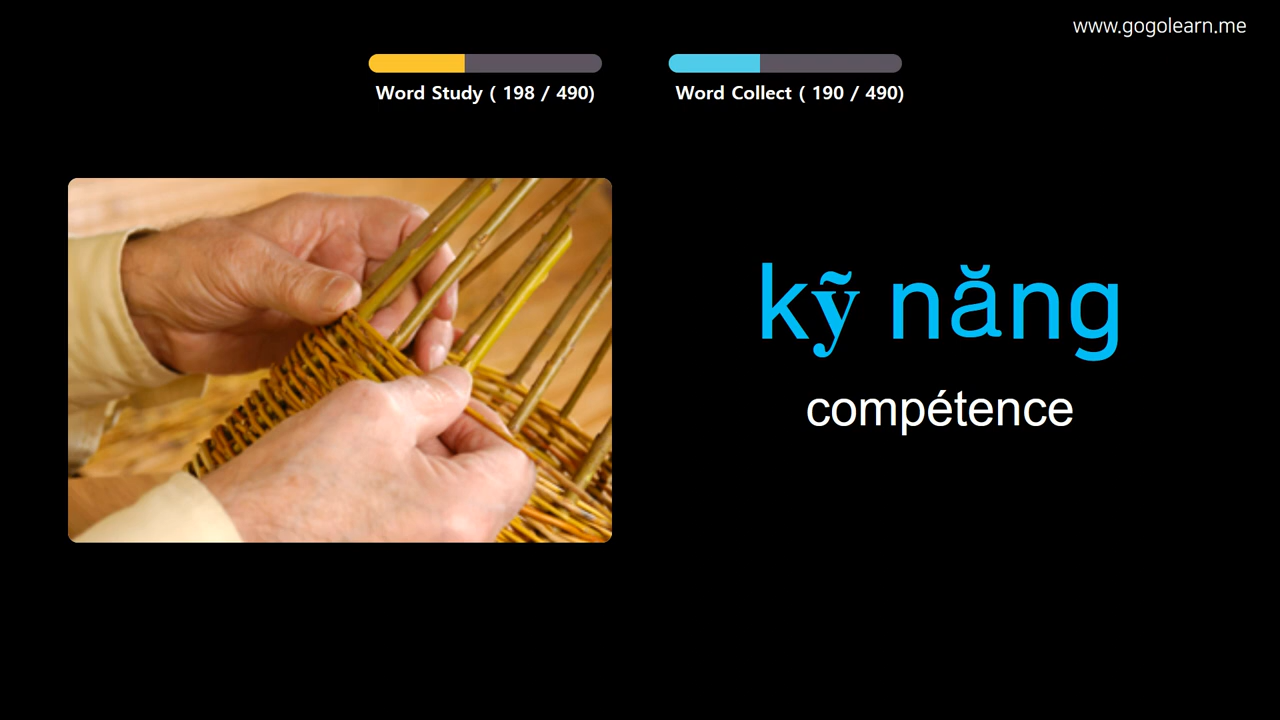 www.gogolearn.me
Word Study ( 198 / 490)
Word Collect ( 190 / 490)
kỹ năng
compétence